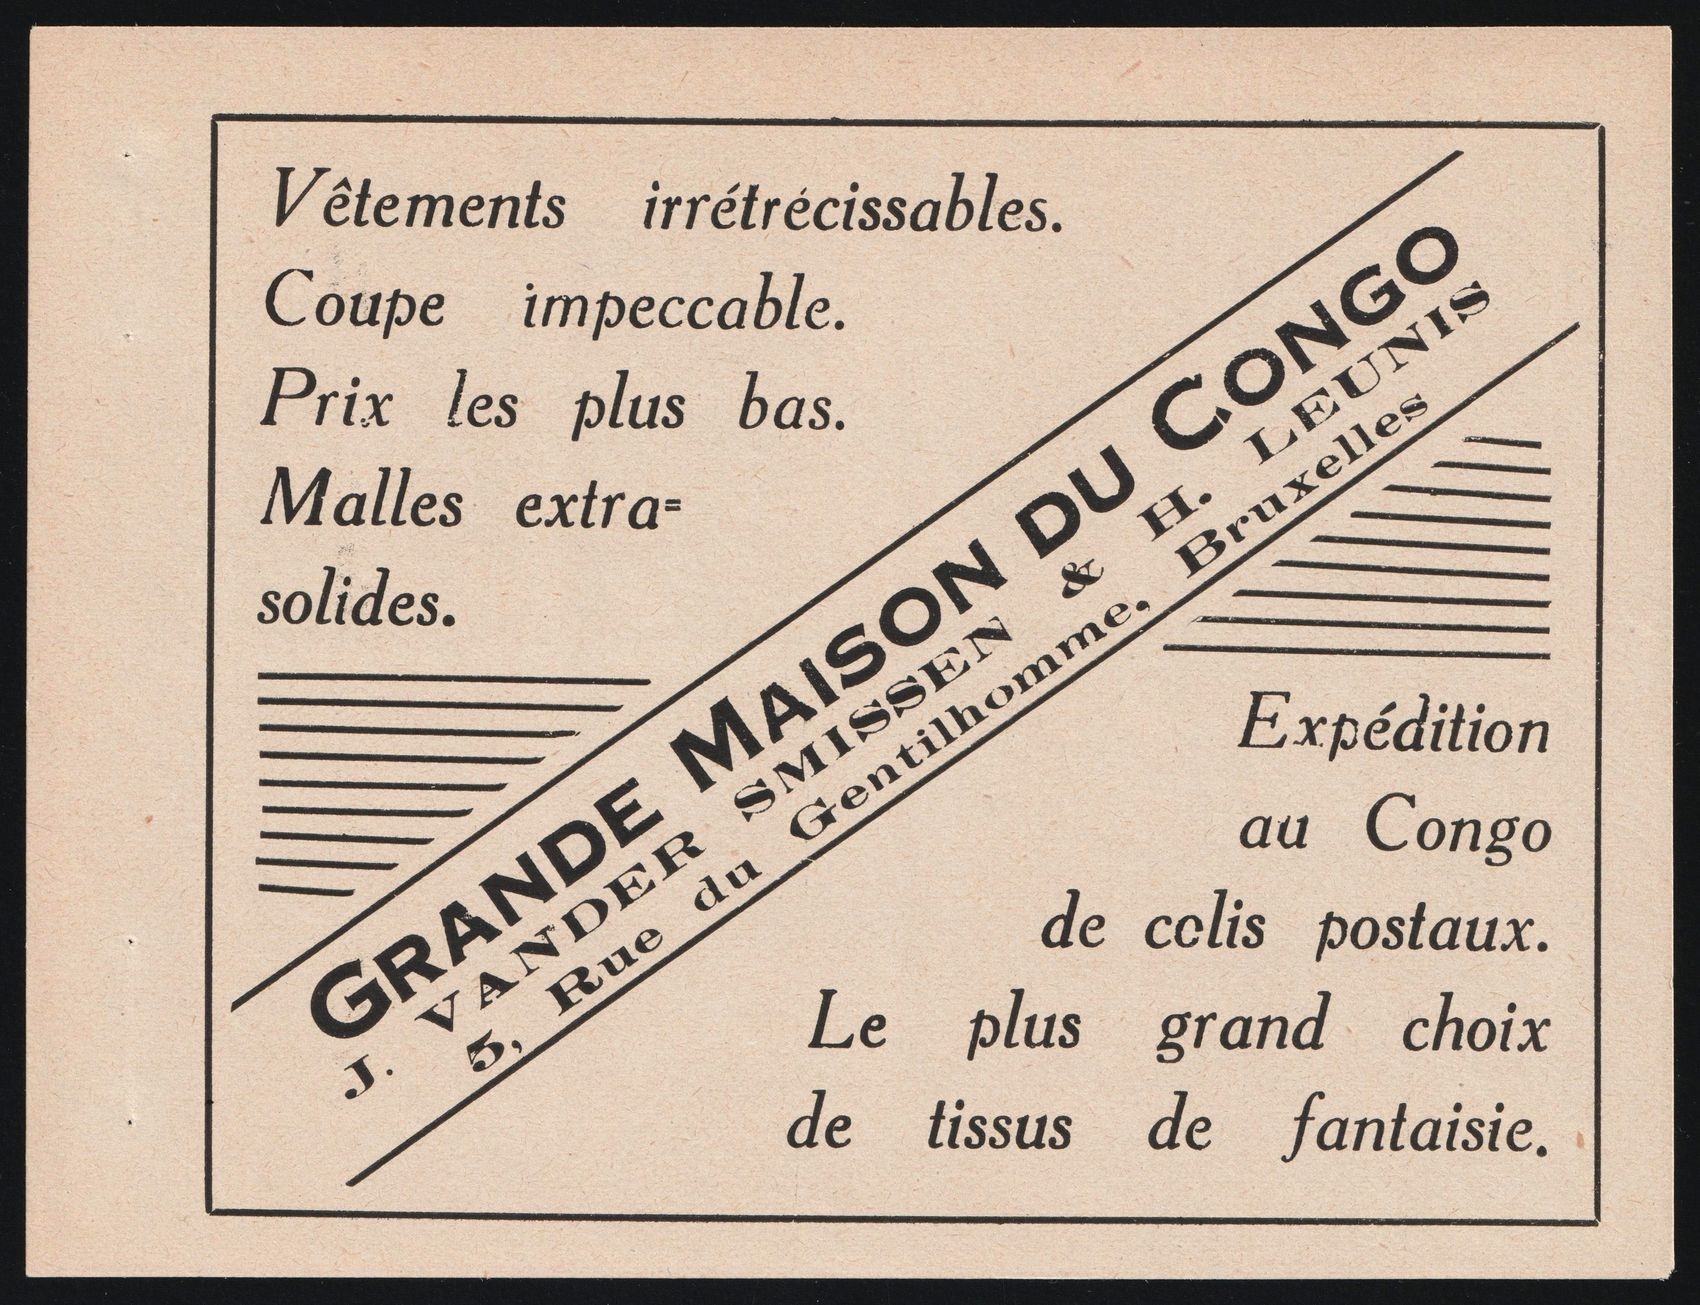 Vêtements irrétrécissables.
Coupe impeccable.
Prix les plus bas.
Malles extra=
solides.
GRANDE MAISON DU CONGO
J. VANDER SMISSEN & H. LEUNIS
5, Rue du Gentilhomme, Bruxelles
Expédition
au Congo
de colis postaux.
Le plus grand choix
de tissus de fantaisie.